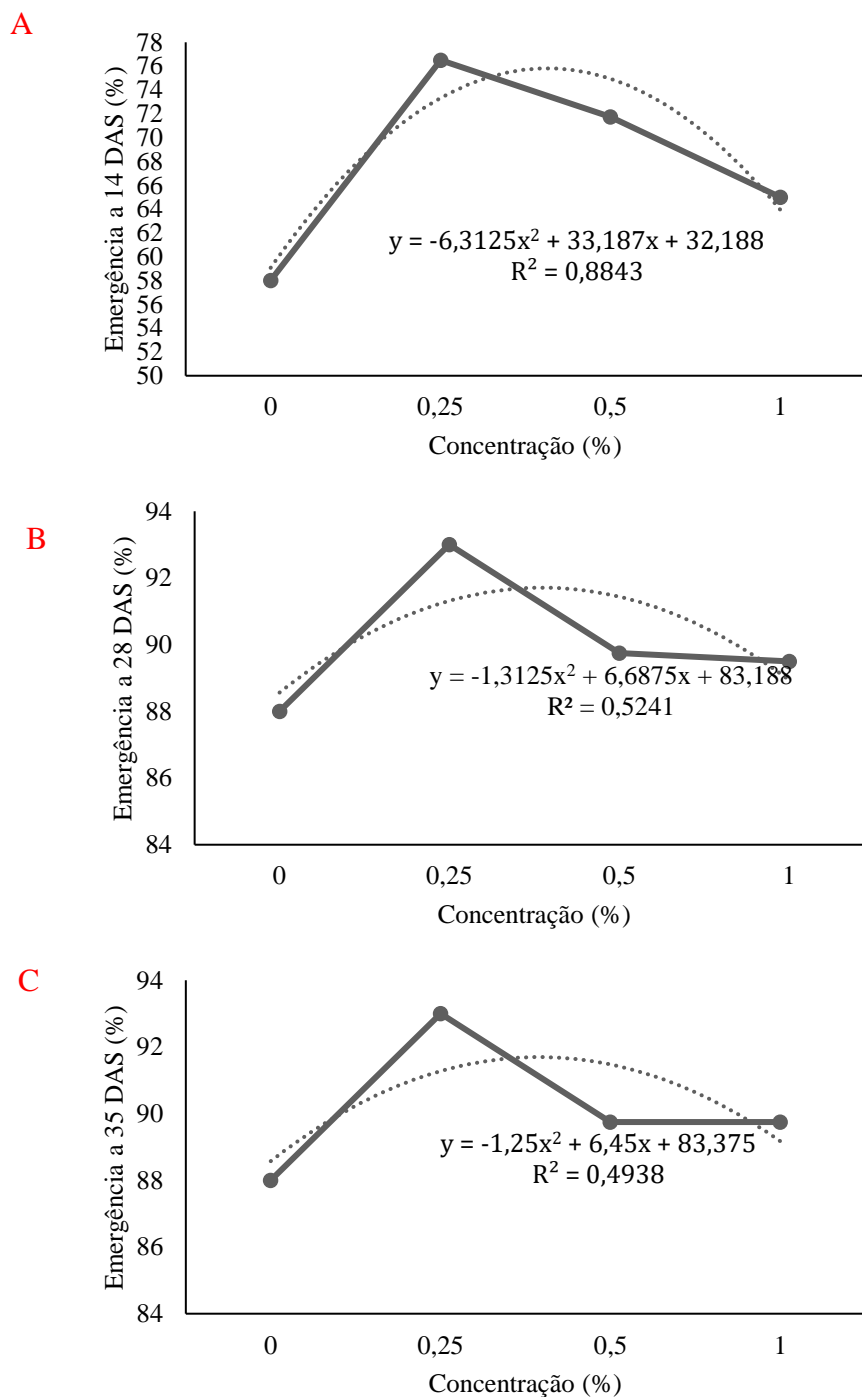 A
Emergência a 14 DAS (%)
78
76
74
72
70
68
66
64
62
60
58
56
54
52
50
y = -6,3125x² + 33,187x + 32,188
R² = 0,8843
0 0,25 0,5 1
Concentração (%)
B
Emergência a 28 DAS (%)
94
92
90
88
86
84
y = -1,3125x² + 6,6875x + 83,188
R² = 0,5241
0 0,25 0,5 1
Concentração (%)
C
Emergência a 35 DAS (%)
94
92
90
88
86
84
y = -1,25x² + 6,45x + 83,375
R² = 0,4938
0 0,25 0,5 1
Concentração (%)